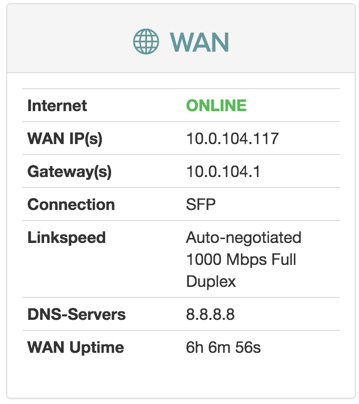 WAN
Internet ONLINE
WAN IP(s) 10.0.104.117
Gateway(s) 10.0.104.1
Connection SFP
Linkspeed Auto-negotiated
1000 Mbps Full
Duplex
DNS-Servers 8.8.8.8
WAN Uptime 6h 6m 56s